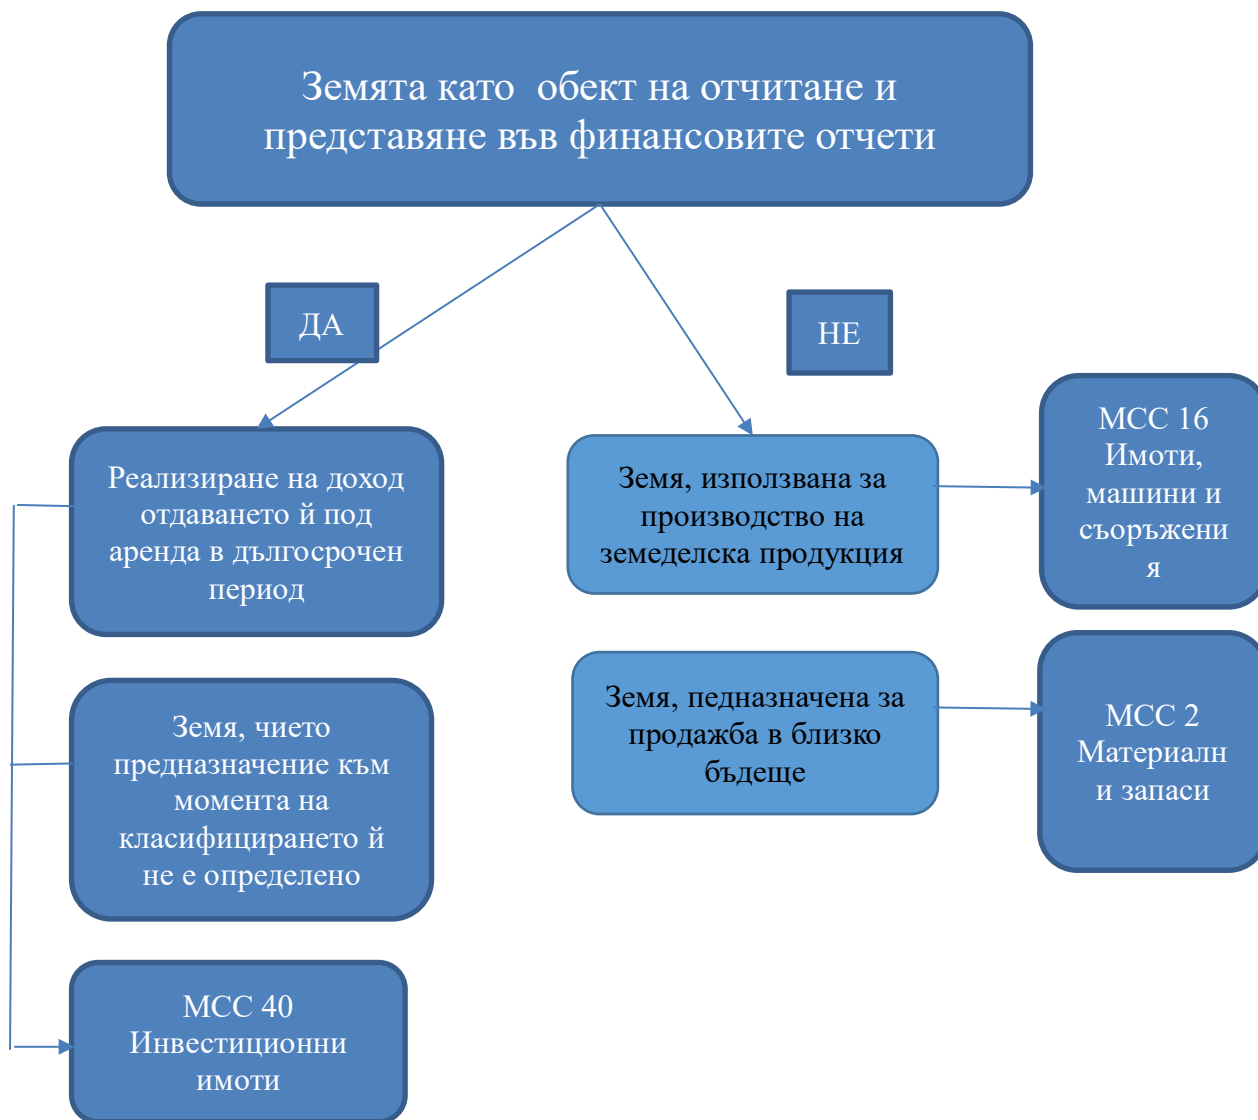 Земята като обект на отчитане и
представяне във финансовите отчети
ДА
НЕ
Реализиране на доход
отдаването й под
аренда в дългосрочен
период
Земя, използвана за
производство на
земеделска продукция
МСС 16
Имоти,
машини и
съоръжени
я
Земя, чието
предназначение към
момента на
класифицирането й
не е определено
Земя, педназначена за
продажба в близко
бъдеще
МСС 2
Материалн
и запаси
МСС 40
Инвестиционни
имоти